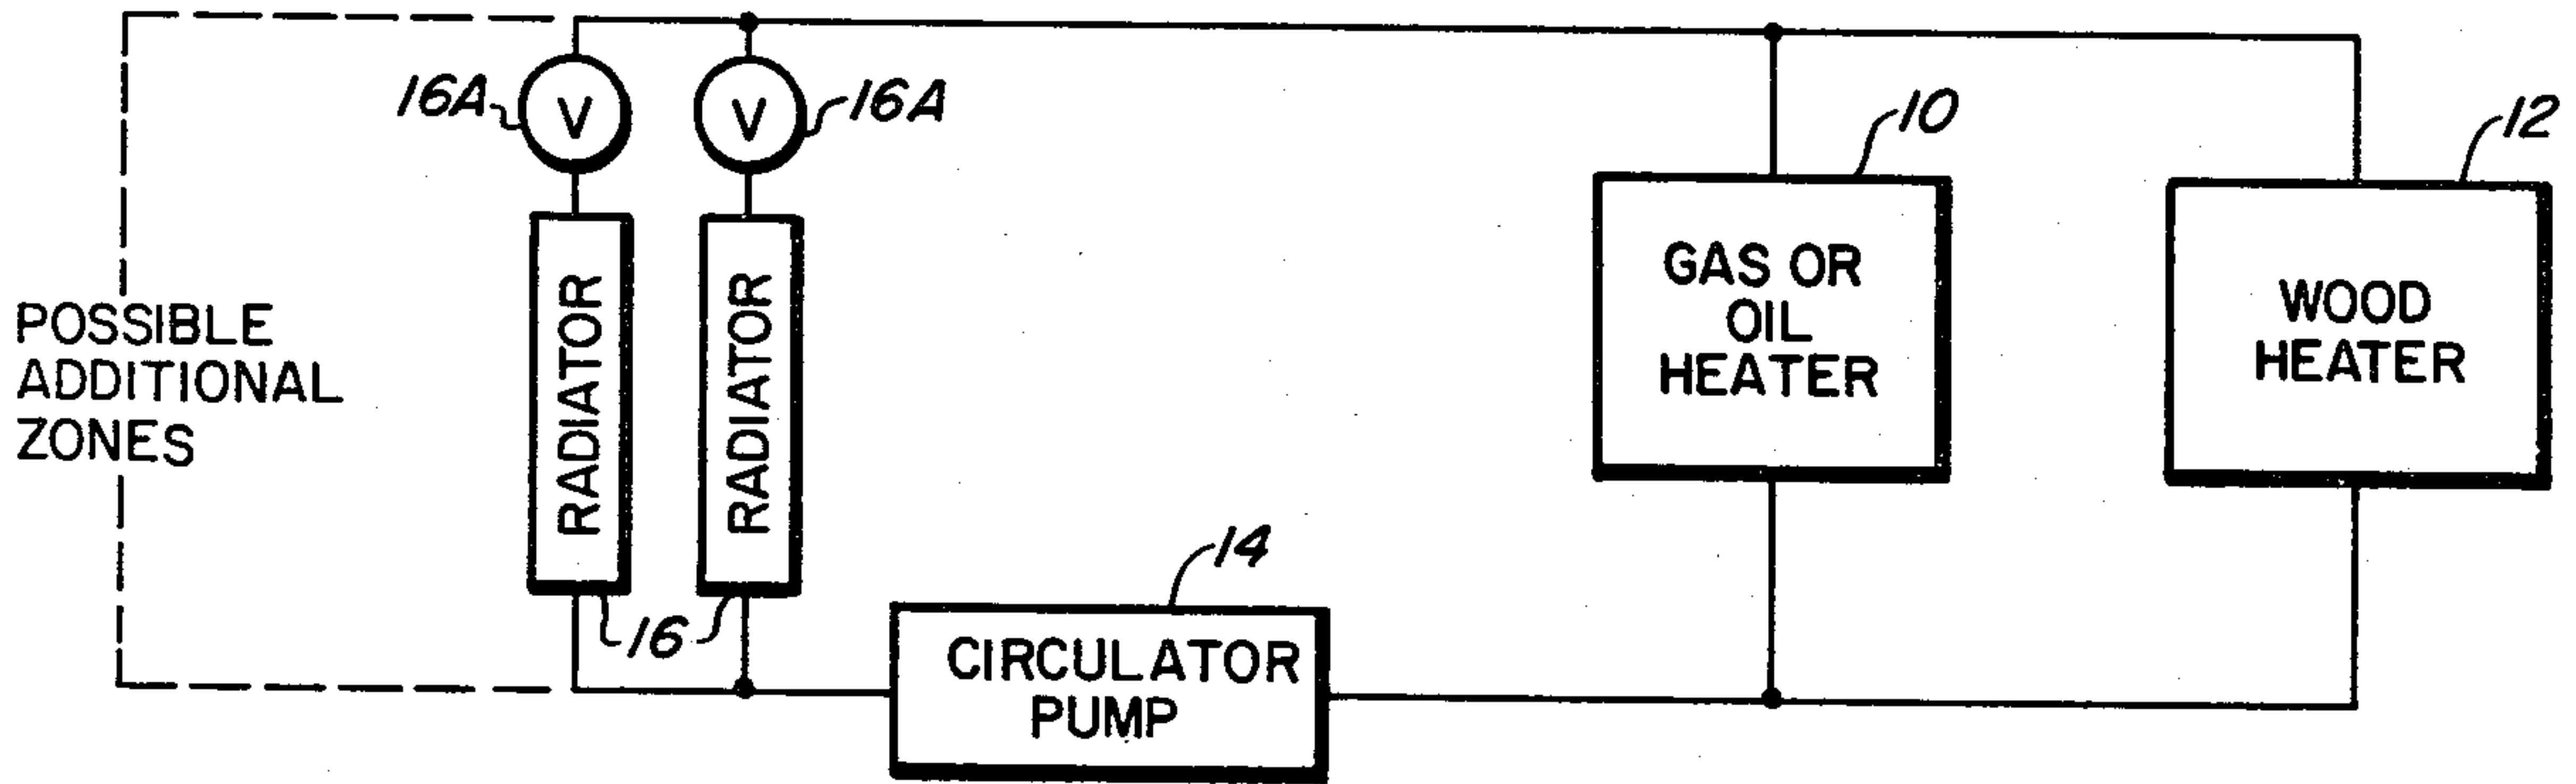 16A
V
V
16A
10
12
RADIATOR
RADIATOR
GAS OR
OIL
HEATER
WOOD
HEATER
POSSIBLE
ADDITIONAL
ZONES
16
14
CIRCULATOR
PUMP